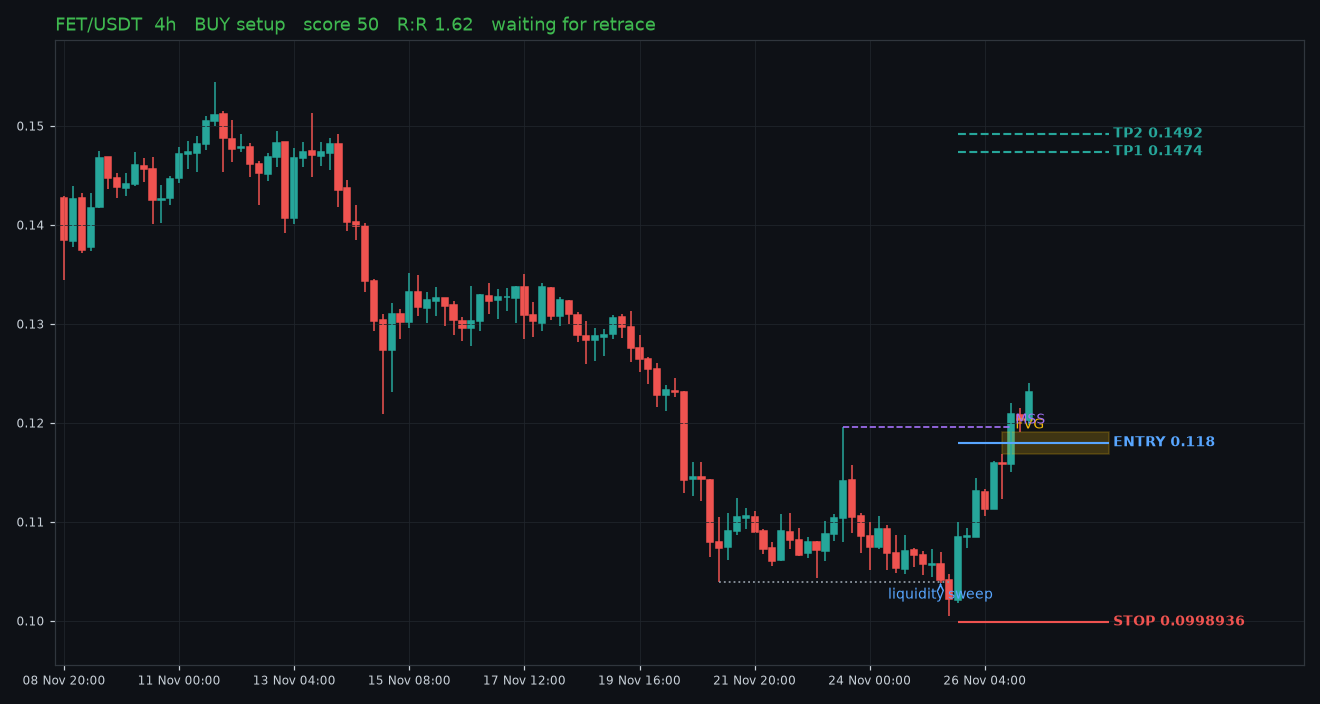 FET/USDT 4h BUY setup score 50 R:R 1.62 waiting for retrace
0.15
0.14
0.13
0.12
0.11
0.10
TP2 0.1492
TP1 0.1474
MSS
FVG
ENTRY 0.118
liquidity sweep
STOP 0.0998936
08 Nov 20:00
11 Nov 00:00
13 Nov 04:00
15 Nov 08:00
17 Nov 12:00
19 Nov 16:00
21 Nov 20:00
24 Nov 00:00
26 Nov 04:00